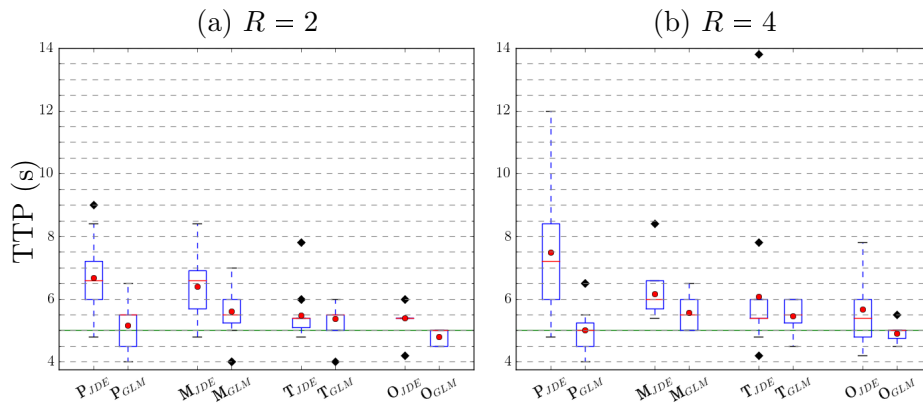 (a) R = 2
(b) R = 4
TTP (s)
14
12
10
8
6
4
14
12
10
8
6
4
P_JDE P_GLM M_JDE M_GLM T_JDE T_GLM O_JDE O_GLM
P_JDE P_GLM M_JDE M_GLM T_JDE T_GLM O_JDE O_GLM